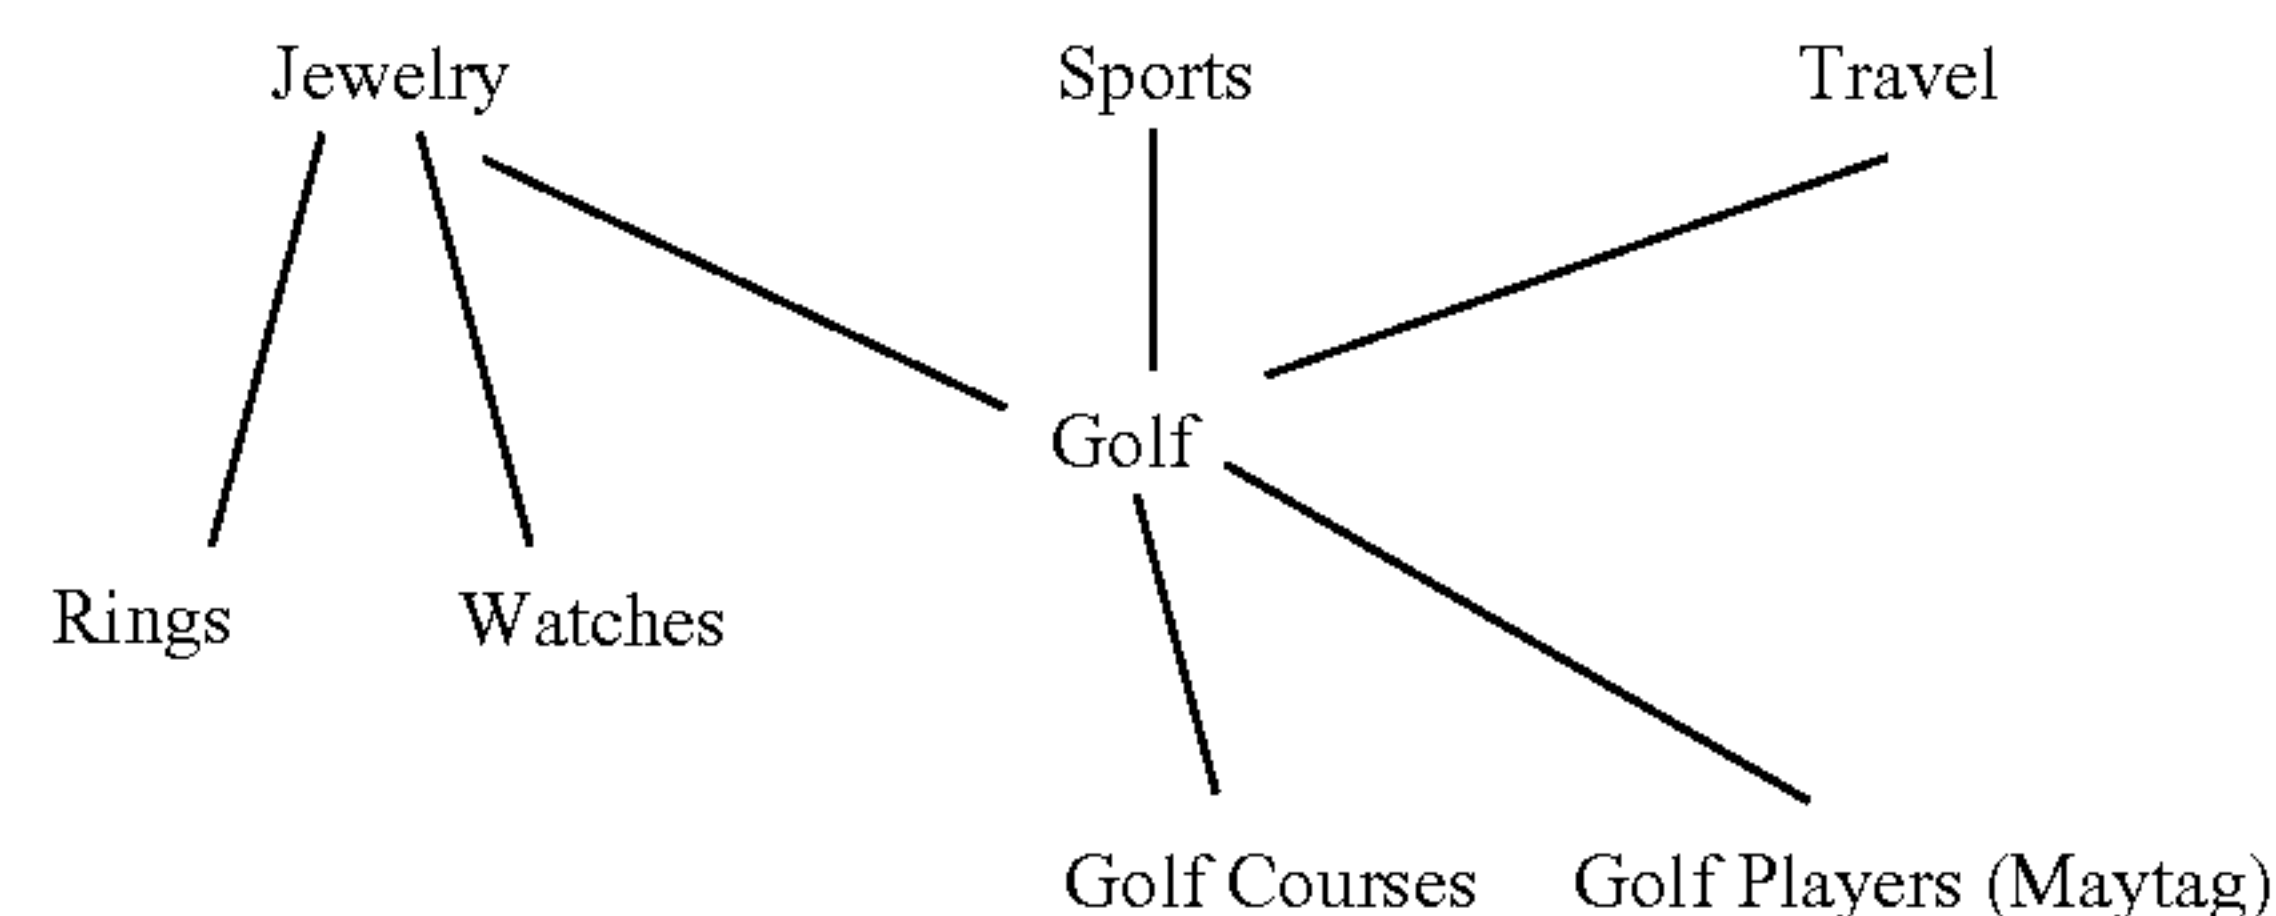 Jewelry Sports Travel
Golf
Rings Watches
Golf Courses Golf Players (Maytag)